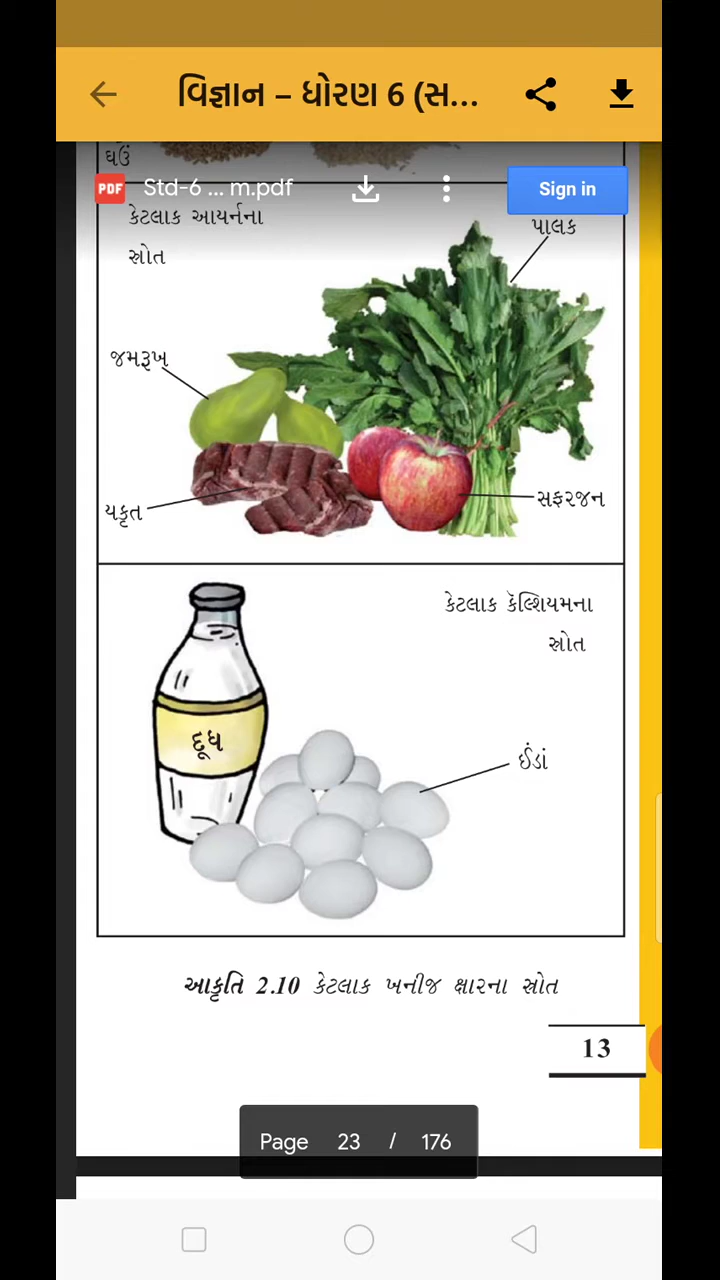 વિજ્ઞાન – ધોરણ 6 (સ...
ઘઉં
PDF Std-6 ... m.pdf Sign in
કેટલાક આયર્નના
સ્રોત
પાલક
જમરૂખ
યકૃત
સફરજન
કેટલાક કૅલ્શિયમના
સ્રોત
દૂધ
ઈંડાં
આકૃતિ 2.10 કેટલાક ખનીજ ક્ષારના સ્રોત
13
Page 23 / 176